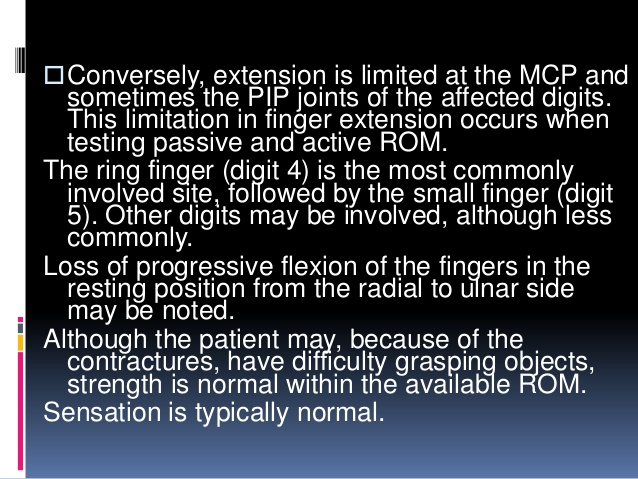 Conversely, extension is limited at the MCP and
sometimes the PIP joints of the affected digits.
This limitation in finger extension occurs when
testing passive and active ROM.
The ring finger (digit 4) is the most commonly
involved site, followed by the small finger (digit
5). Other digits may be involved, although less
commonly.
Loss of progressive flexion of the fingers in the
resting position from the radial to ulnar side
may be noted.
Although the patient may, because of the
contractures, have difficulty grasping objects,
strength is normal within the available ROM.
Sensation is typically normal.